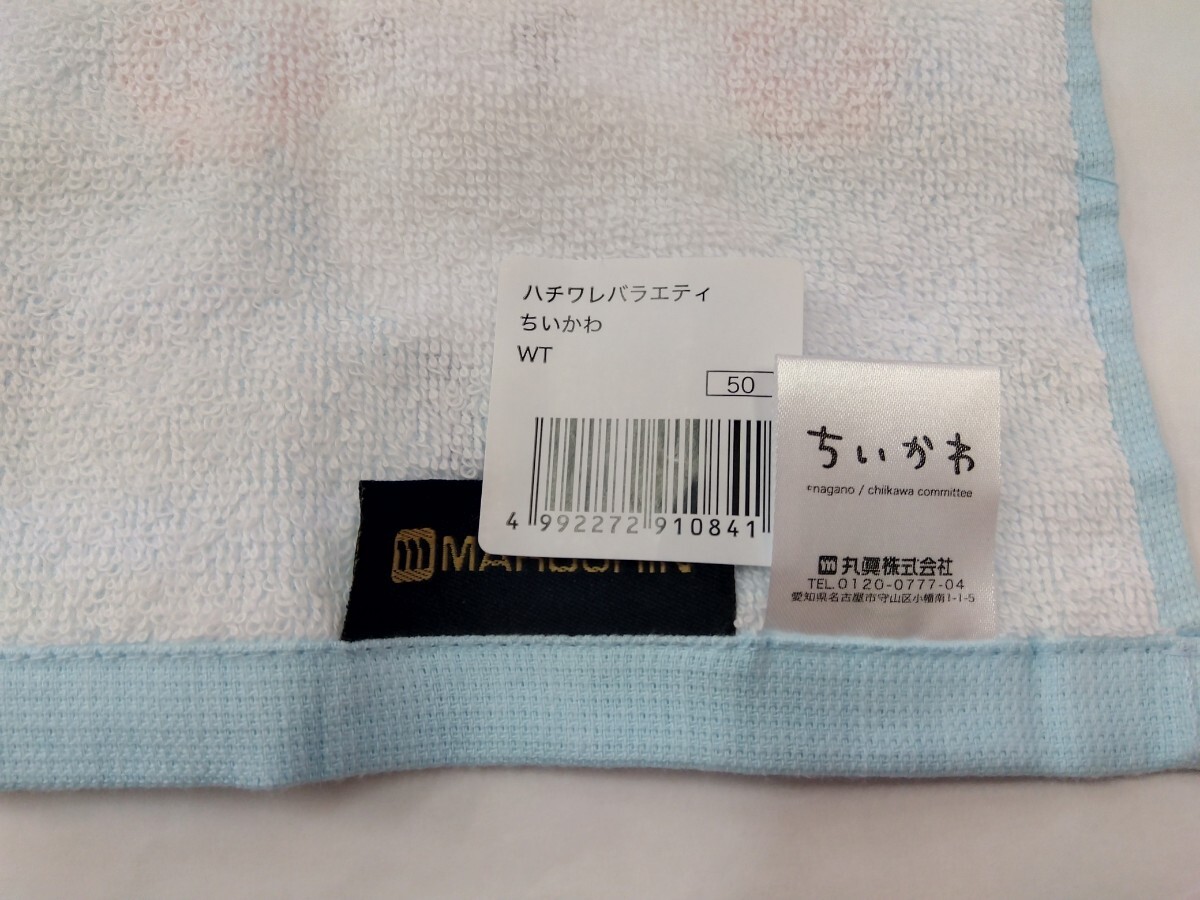 ハチワレバラエティ
ちいかわ
WT
50
4 992272 910841
ちいかわ
©nagano / chiikawa committee
丸眞株式会社
TEL.0120-0777-04
愛知県名古屋市守山区小幡南1-1-5